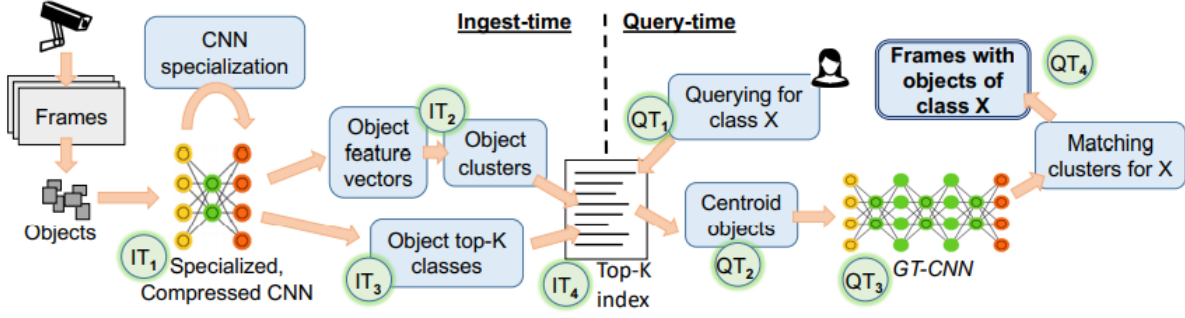 Ingest-time
Query-time
CNN
specialization
Frames
Objects
IT1
Specialized,
Compressed CNN
Object
feature
vectors
IT2
Object
clusters
IT3
Object top-K
classes
IT4
Top-K
index
QT1
Querying for
class X
Centroid
objects
QT2
QT3
GT-CNN
Matching
clusters for X
Frames with
objects of
class X
QT4